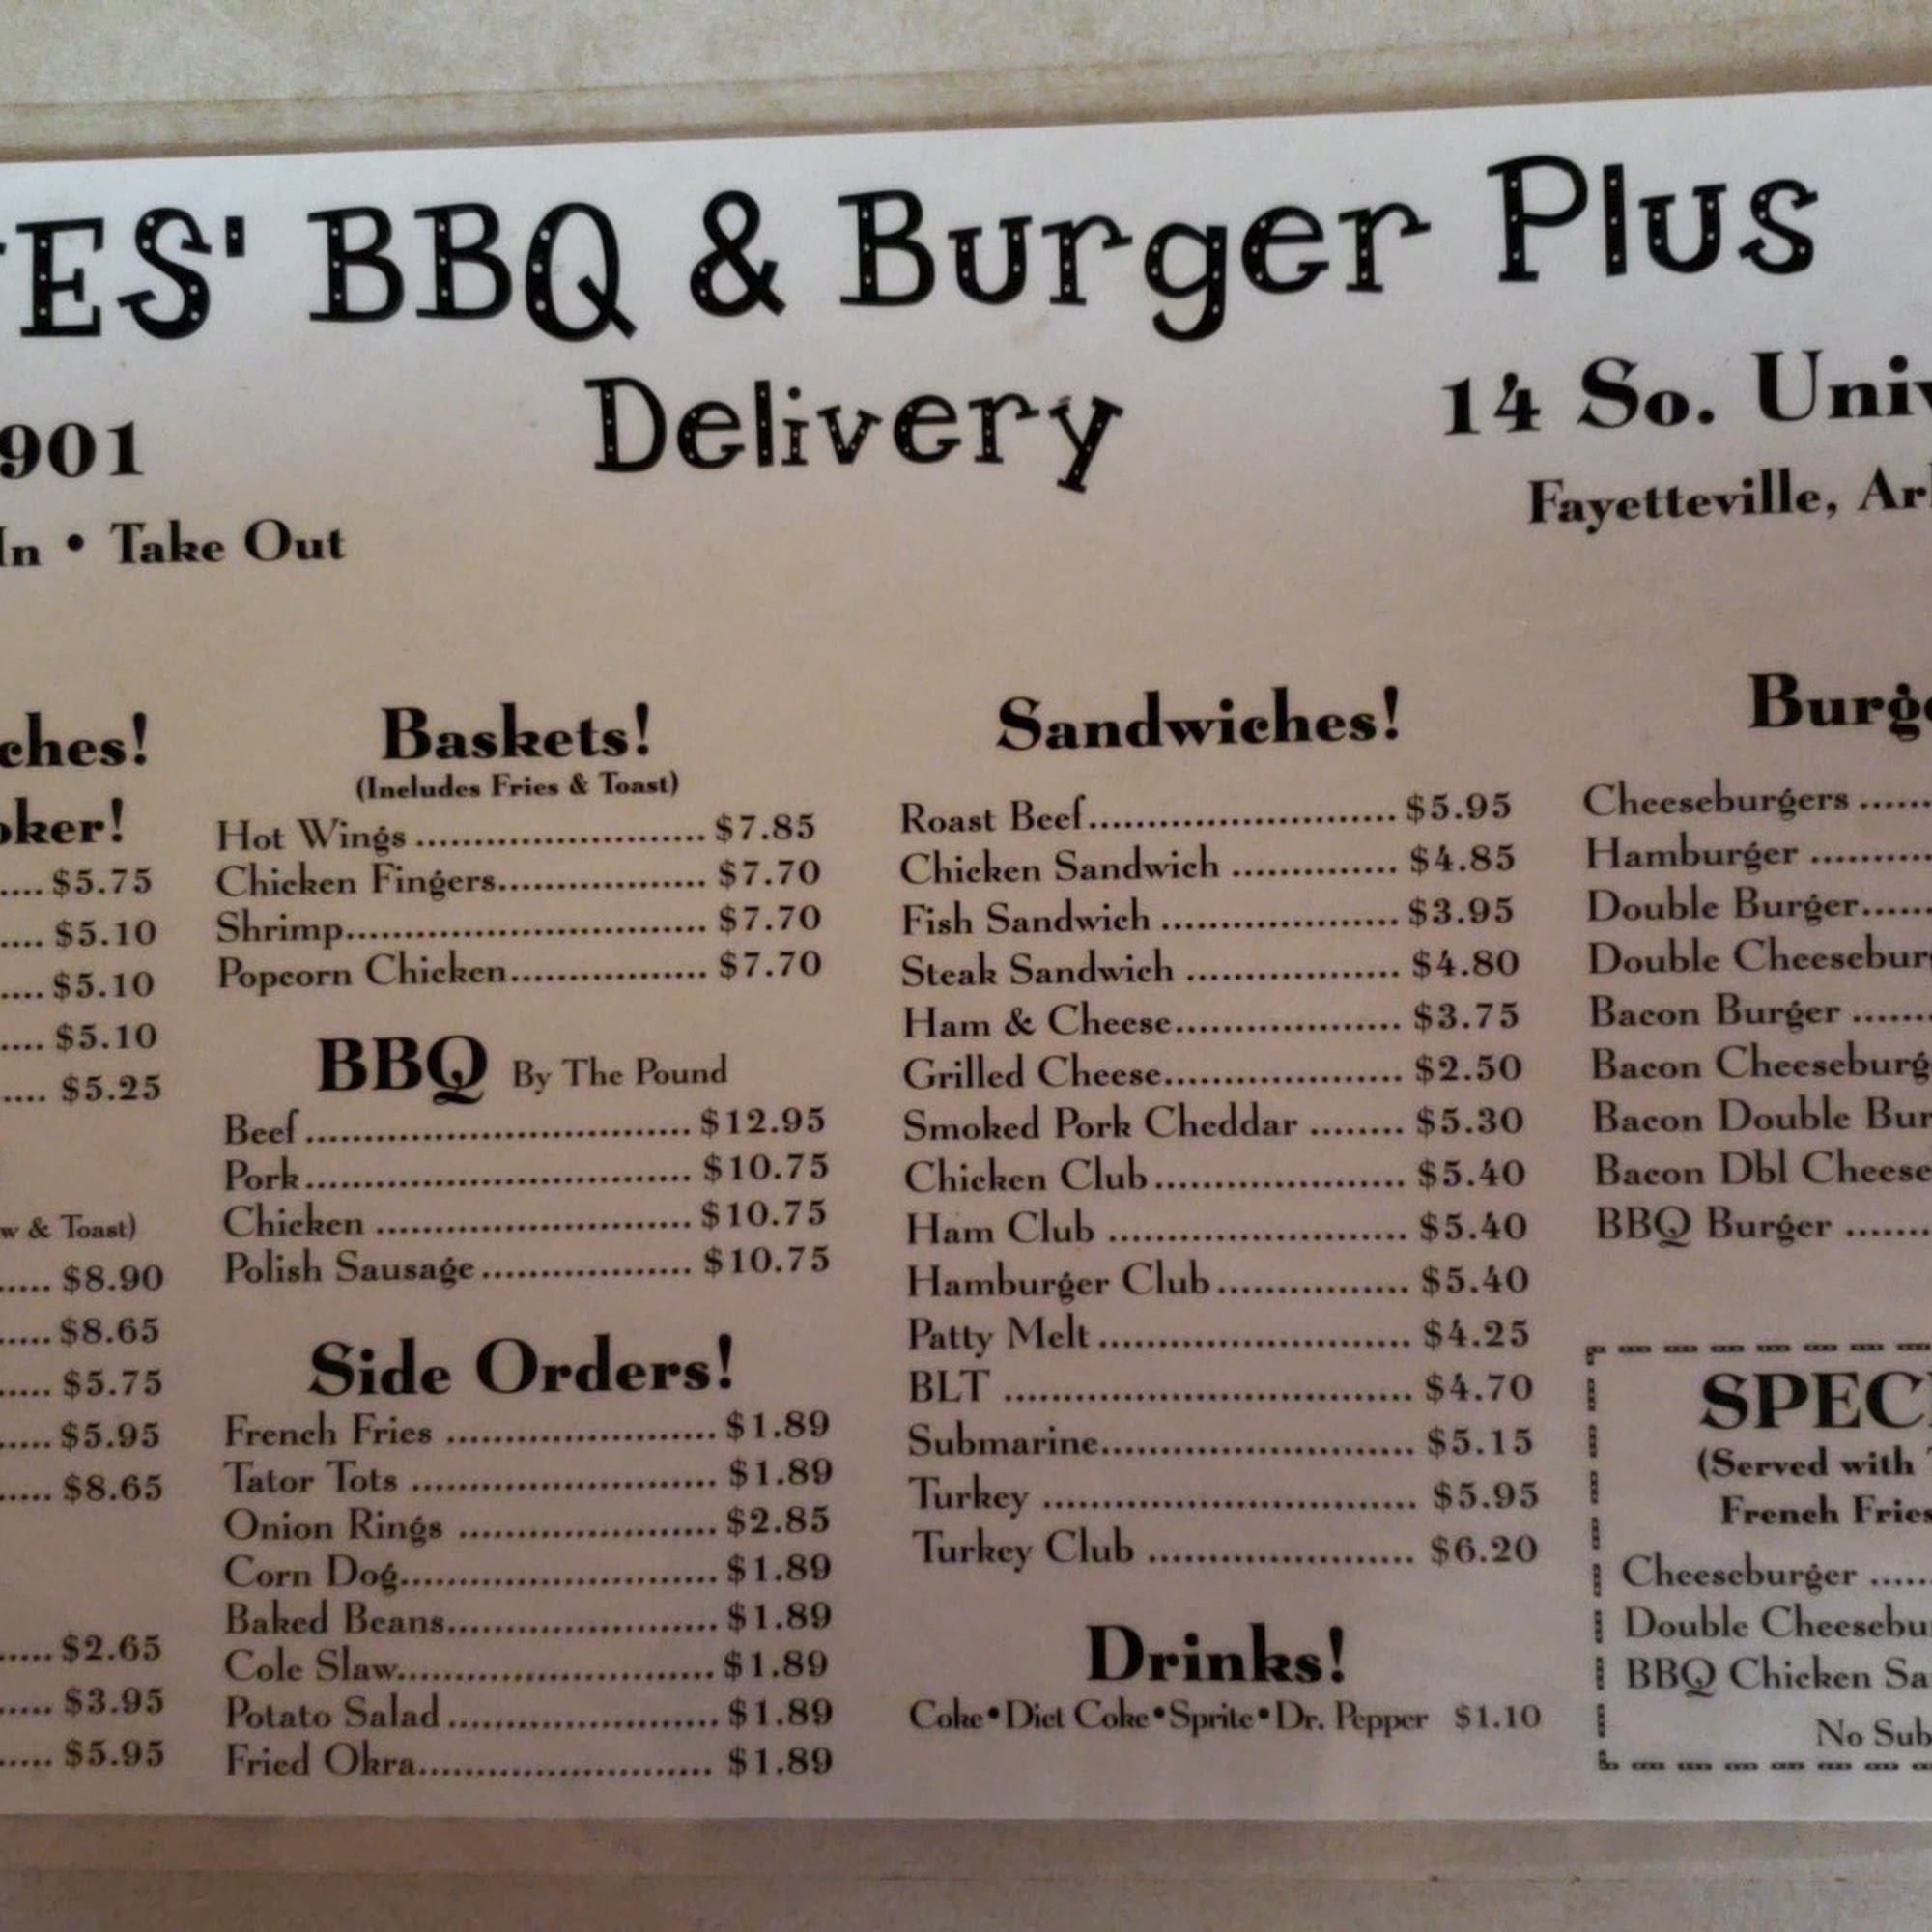 ES' BBQ & Burger Plus
Delivery
901
14 So.
In • Take Out
Fayetteville,
ches!
oker!
.... $5.75
.... $5.10
.... $5.10
.... $5.10
.... $5.25
w & Toast)
..... $8.90
..... $8.65
..... $5.75
..... $5.95
..... $8.65
..... $2.65
..... $3.95
..... $5.95
Baskets!
(Includes Fries & Toast)
Hot Wings ........................ $7.85
Chicken Fingers.................. $7.70
Shrimp.............................. $7.70
Popcorn Chicken................. $7.70
BBQ By The Pound
Beef ................................ $12.95
Pork................................ $10.75
Chicken .......................... $10.75
Polish Sausage .................. $10.75
Side Orders!
French Fries ....................... $1.89
Tator Tots .......................... $1.89
Onion Rings ...................... $2.85
Corn Dog........................... $1.89
Baked Beans....................... $1.89
Cole Slaw........................... $1.89
Potato Salad ....................... $1.89
Fried Okra......................... $1.89
Sandwiches!
Roast Beef.......................... $5.95
Chicken Sandwich .............. $4.85
Fish Sandwich .................... $3.95
Steak Sandwich .................. $4.80
Ham & Cheese................... $3.75
Grilled Cheese.................... $2.50
Smoked Pork Cheddar ........ $5.30
Chicken Club..................... $5.40
Ham Club ......................... $5.40
Hamburger Club................ $5.40
Patty Melt .......................... $4.25
BLT .................................. $4.70
Submarine.......................... $5.15
Turkey ............................... $5.95
Turkey Club ...................... $6.20
Drinks!
Coke•Diet Coke•Sprite•Dr. Pepper $1.10
Burge
Cheeseburgers ......
Hamburger ..........
Double Burger......
Double Cheesebur
Bacon Burger .......
Bacon Cheeseburg
Bacon Double Bur
Bacon Dbl Cheese
BBQ Burger .......
SPEC
(Served with
French Fries
Cheeseburger .....
Double Cheesebu
BBQ Chicken Sa
No Sub